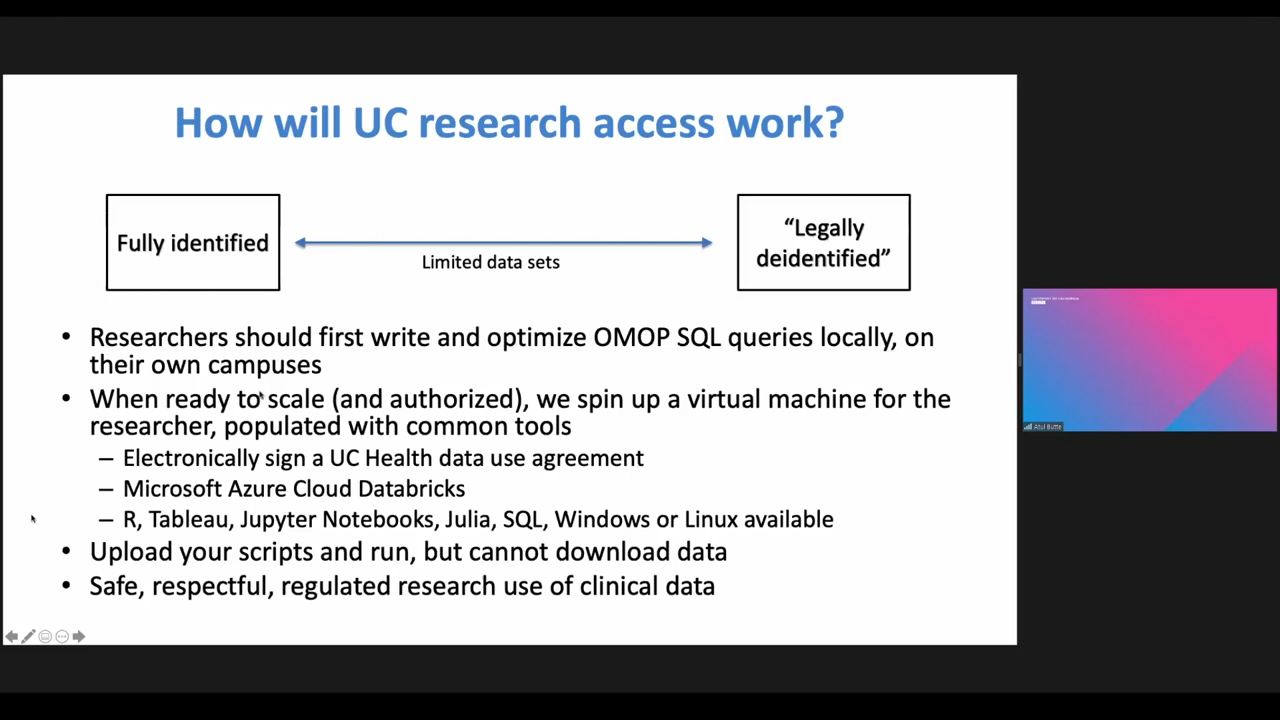 How will UC research access work?
Fully identified
Limited data sets
“Legally
deidentified”
• Researchers should first write and optimize OMOP SQL queries locally, on
their own campuses
• When ready to scale (and authorized), we spin up a virtual machine for the
researcher, populated with common tools
– Electronically sign a UC Health data use agreement
– Microsoft Azure Cloud Databricks
– R, Tableau, Jupyter Notebooks, Julia, SQL, Windows or Linux available
• Upload your scripts and run, but cannot download data
• Safe, respectful, regulated research use of clinical data
UNIVERSITY OF CALIFORNIA
Atul Butte